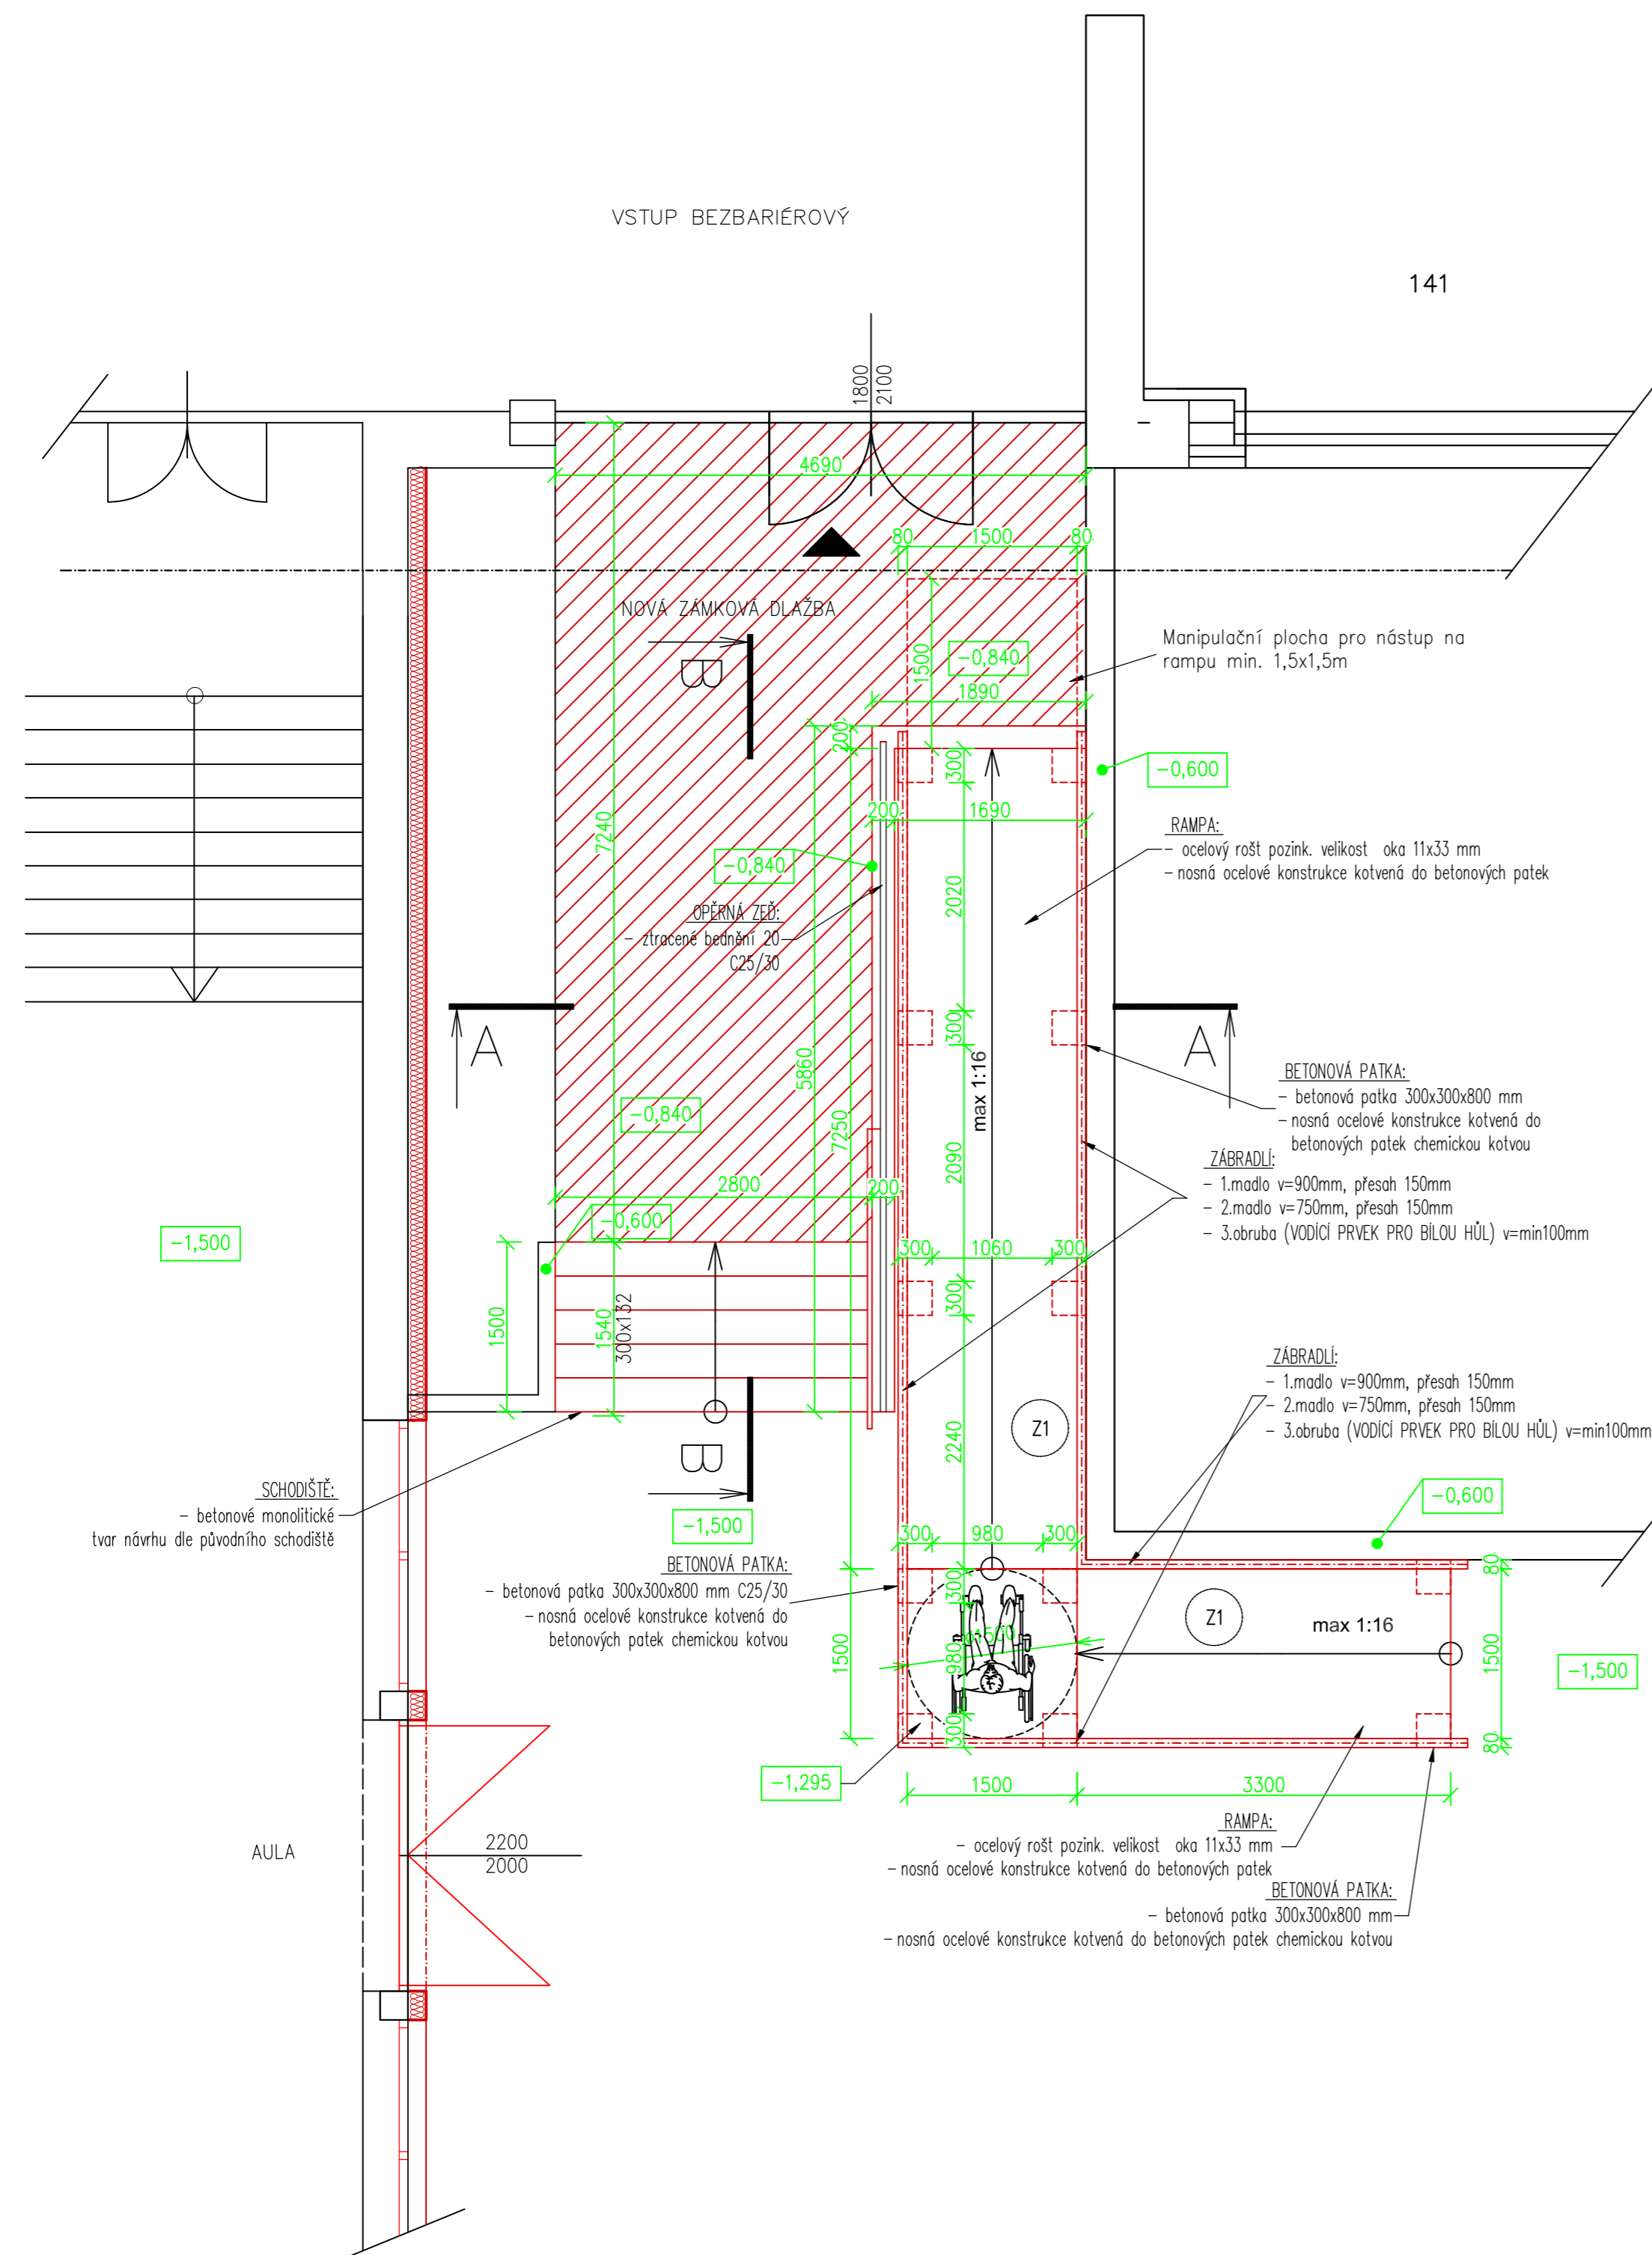 VSTUP BEZBARIÉROVÝ
141
1800
2100
4690
80
1500
80
NOVÁ ZÁMKOVÁ DLAŽBA
Manipulační plocha pro nástup na
rampu min. 1,5x1,5m
B
1500
-0,840
1890
200
300
-0,600
7240
200
1690
RAMPA:
- ocelový rošt pozink. velikost oka 11x33 mm
- nosná ocelové konstrukce kotvená do betonových patek
-0,840
2020
OPĚRNÁ ZEĎ:
- ztracené bednění 20
C25/30
A
A
300
max 1:16
5860
7250
BETONOVÁ PATKA:
- betonová patka 300x300x800 mm
- nosná ocelové konstrukce kotvená do
betonových patek chemickou kotvou
-0,840
2090
ZÁBRADLÍ:
- 1.madlo v=900mm, přesah 150mm
- 2.madlo v=750mm, přesah 150mm
- 3.obruba (VODÍCÍ PRVEK PRO BÍLOU HŮL) v=min100mm
2800
200
-0,600
-1,500
300
1060
300
300
1500
1540
300x132
ZÁBRADLÍ:
- 1.madlo v=900mm, přesah 150mm
- 2.madlo v=750mm, přesah 150mm
- 3.obruba (VODÍCÍ PRVEK PRO BÍLOU HŮL) v=min100mm
Z1
2240
B
SCHODIŠTĚ:
- betonové monolitické
tvar návrhu dle původního schodiště
-1,500
-0,600
300
980
300
BETONOVÁ PATKA:
- betonová patka 300x300x800 mm C25/30
- nosná ocelové konstrukce kotvená do
betonových patek chemickou kotvou
80
300
Z1
max 1:16
1500
980
1500
1500
-1,500
300
80
-1,295
1500
3300
RAMPA:
- ocelový rošt pozink. velikost oka 11x33 mm
- nosná ocelové konstrukce kotvená do betonových patek
AULA
2200
2000
BETONOVÁ PATKA:
- betonová patka 300x300x800 mm
- nosná ocelové konstrukce kotvená do betonových patek chemickou kotvou